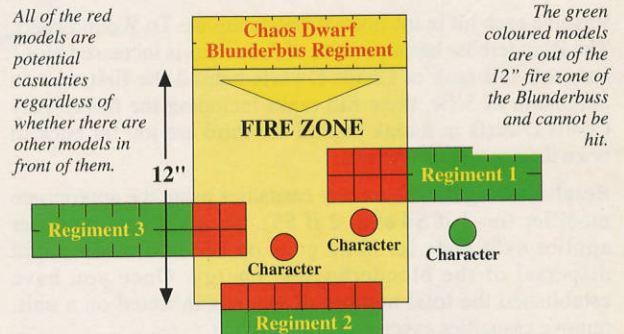 All of the red
models are
potential
casualties
regardless of
whether there are
other models in
front of them.
Chaos Dwarf
Blunderbus Regiment
The green
coloured models
are out of the
12" fire zone of
the Blunderbuss
and cannot be
hit.
FIRE ZONE
12"
Regiment 1
Regiment 3
Character
Character
Character
Regiment 2